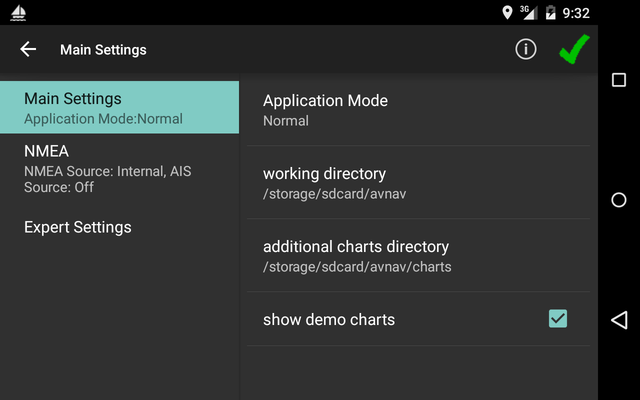 3G 9:32
Main Settings
Main Settings
Application Mode:Normal
NMEA
NMEA Source: Internal, AIS
Source: Off
Expert Settings
Application Mode
Normal
working directory
/storage/sdcard/avnav
additional charts directory
/storage/sdcard/avnav/charts
show demo charts